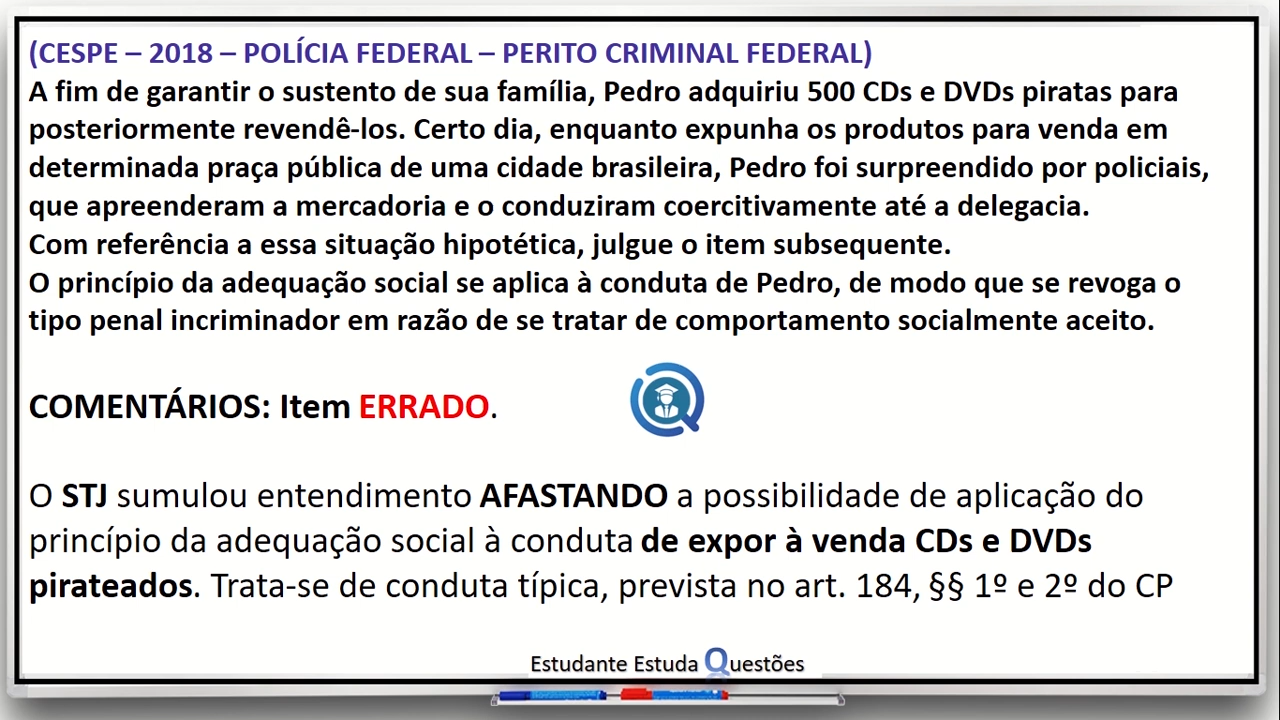 (CESPE – 2018 – POLÍCIA FEDERAL – PERITO CRIMINAL FEDERAL)
A fim de garantir o sustento de sua família, Pedro adquiriu 500 CDs e DVDs piratas para
posteriormente revendê-los. Certo dia, enquanto expunha os produtos para venda em
determinada praça pública de uma cidade brasileira, Pedro foi surpreendido por policiais,
que apreenderam a mercadoria e o conduziram coercitivamente até a delegacia.
Com referência a essa situação hipotética, julgue o item subsequente.
O princípio da adequação social se aplica à conduta de Pedro, de modo que se revoga o
tipo penal incriminador em razão de se tratar de comportamento socialmente aceito.
COMENTÁRIOS: Item ERRADO.
O STJ sumulou entendimento AFASTANDO a possibilidade de aplicação do
princípio da adequação social à conduta de expor à venda CDs e DVDs
pirateados. Trata-se de conduta típica, prevista no art. 184, §§ 1º e 2º do CP
Estudante Estuda Questões